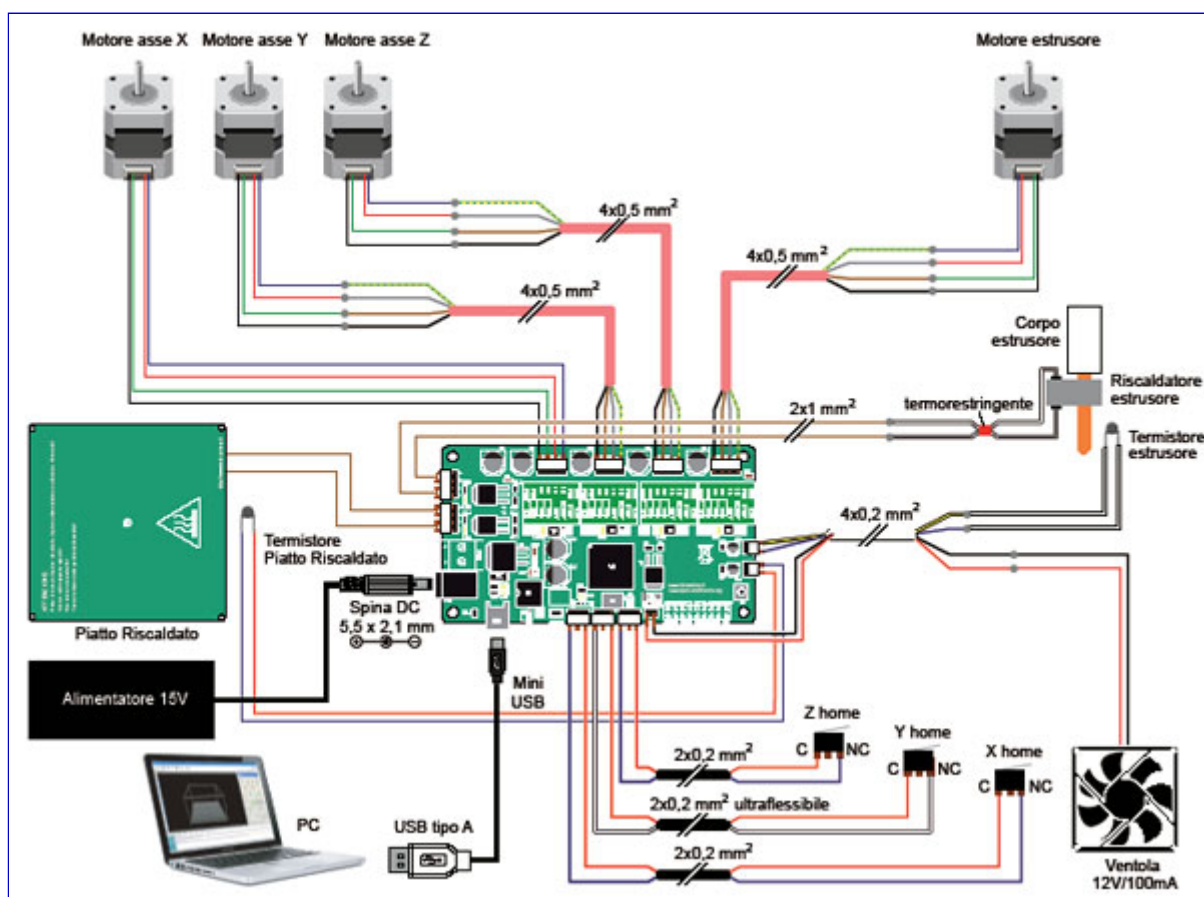 Motore asse X
Motore asse Y
Motore asse Z
Motore estrusore
4x0,5 mm²
4x0,5 mm²
4x0,5 mm²
Corpo
estrusore
Riscaldatore
estrusore
termorestringente
2x1 mm²
Termistore
estrusore
4x0,2 mm²
Termistore
Piatto Riscaldato
Spina DC
5,5 x 2,1 mm
Piatto Riscaldato
Alimentatore 15V
Mini
USB
Z home
C
NC
Y home
C
NC
X home
C
NC
2x0,2 mm²
2x0,2 mm² ultraflessibile
2x0,2 mm²
PC
USB tipo A
Ventola
12V/100mA